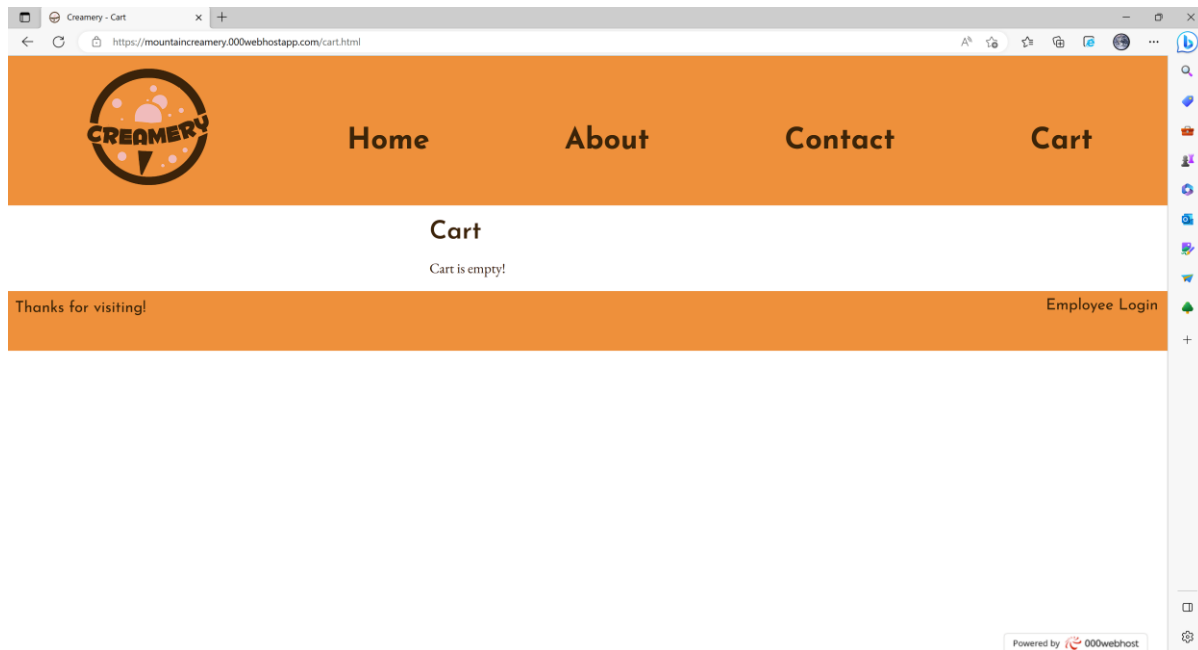 Creamery - Cart
https://mountaincreamery.000webhostapp.com/cart.html
CREAMERY
Home About Contact Cart
Cart
Cart is empty!
Thanks for visiting! Employee Login
Powered by 000webhost